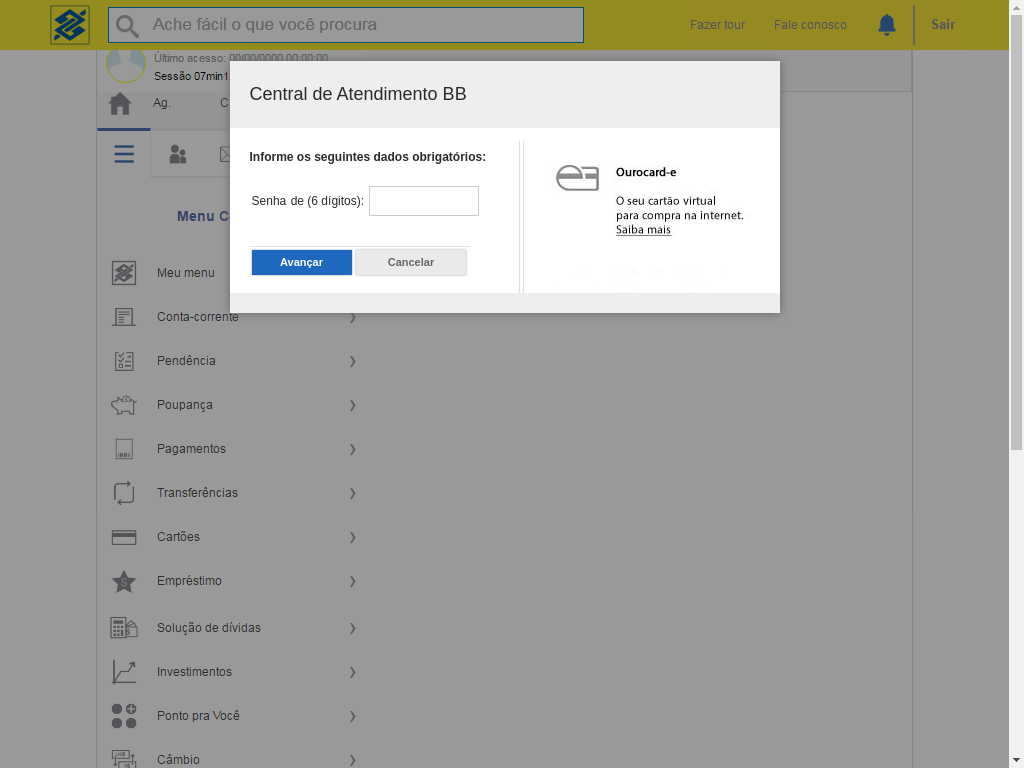 Ache fácil o que você procura
Fazer tour
Fale conosco
Sair
Último acesso: 00/00/0000 00:00:00
Sessão 07min1
Ag.
C
Central de Atendimento BB
Informe os seguintes dados obrigatórios:
Senha de (6 dígitos):
Avançar
Cancelar
Ourocard-e
O seu cartão virtual
para compra na internet.
Saiba mais
Menu C
Meu menu
Conta-corrente
Pendência
Poupança
Pagamentos
Transferências
Cartões
Empréstimo
Solução de dívidas
Investimentos
Ponto pra Você
Câmbio